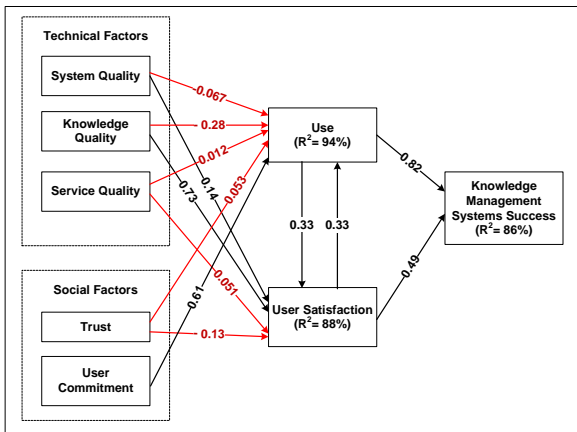 Technical Factors
System Quality
Knowledge
Quality
Service Quality
Social Factors
Trust
User
Commitment
-0.067
- 0.28
0.012
0.053
0.14
0.73
0.61
0.051
- 0.13
Use
(R²= 94%)
0.33
0.33
User Satisfaction
(R²= 88%)
0.82
0.49
Knowledge
Management
Systems Success
(R²= 86%)